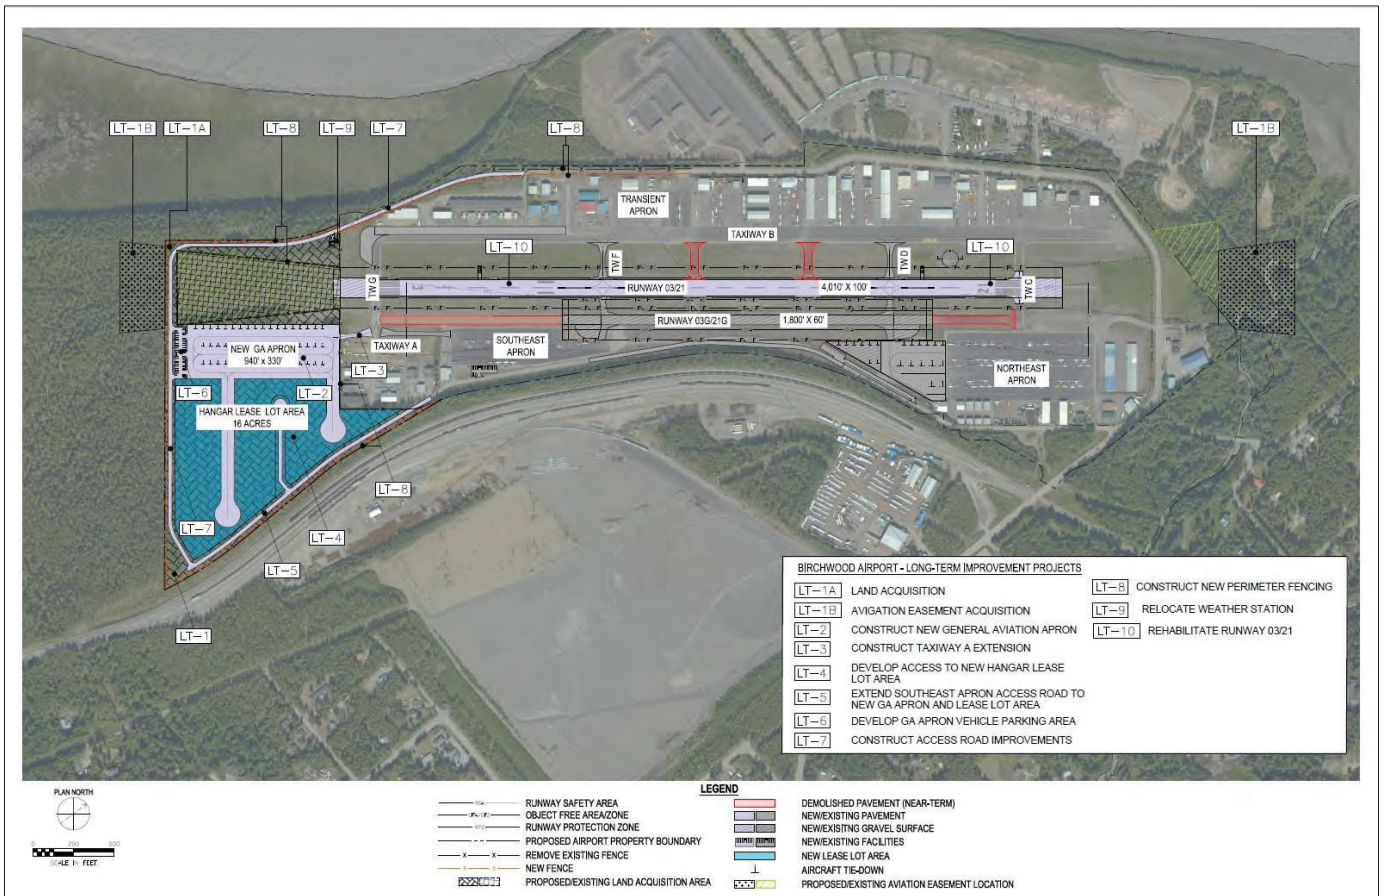 LT-1B
LT-1A
LT-8
LT-9
LT-7
LT-8
LT-1B
TRANSIENT
APRON
TAXIWAY B
LT-10
LT-10
TW F
TW D
TW G
TW C
RUNWAY 03/21
4,010' X 100'
RUNWAY 03G/21G
1,800' X 60'
TAXIWAY A
SOUTHEAST
APRON
NORTHEAST
APRON
NEW GA APRON
940' x 330'
LT-3
LT-6
LT-2
HANGAR LEASE LOT AREA
16 ACRES
LT-8
LT-7
LT-4
LT-5
LT-1
BIRCHWOOD AIRPORT - LONG-TERM IMPROVEMENT PROJECTS
LT-1A LAND ACQUISITION
LT-1B AVIGATION EASEMENT ACQUISITION
LT-2 CONSTRUCT NEW GENERAL AVIATION APRON
LT-3 CONSTRUCT TAXIWAY A EXTENSION
LT-4 DEVELOP ACCESS TO NEW HANGAR LEASE
LOT AREA
LT-5 EXTEND SOUTHEAST APRON ACCESS ROAD TO
NEW GA APRON AND LEASE LOT AREA
LT-6 DEVELOP GA APRON VEHICLE PARKING AREA
LT-7 CONSTRUCT ACCESS ROAD IMPROVEMENTS
LT-8 CONSTRUCT NEW PERIMETER FENCING
LT-9 RELOCATE WEATHER STATION
LT-10 REHABILITATE RUNWAY 03/21
PLAN NORTH
0 250 500
SCALE IN FEET
LEGEND
RSA RUNWAY SAFETY AREA
OBJECT FREE AREA/ZONE
RPZ RUNWAY PROTECTION ZONE
PROPOSED AIRPORT PROPERTY BOUNDARY
X X REMOVE EXISTING FENCE
NEW FENCE
PROPOSED/EXISTING LAND ACQUISITION AREA
DEMOLISHED PAVEMENT (NEAR-TERM)
NEW/EXISTING PAVEMENT
NEW/EXISITNG GRAVEL SURFACE
NEW/EXISTING FACILITIES
NEW LEASE LOT AREA
AIRCRAFT TIE-DOWN
PROPOSED/EXISTING AVIATION EASEMENT LOCATION